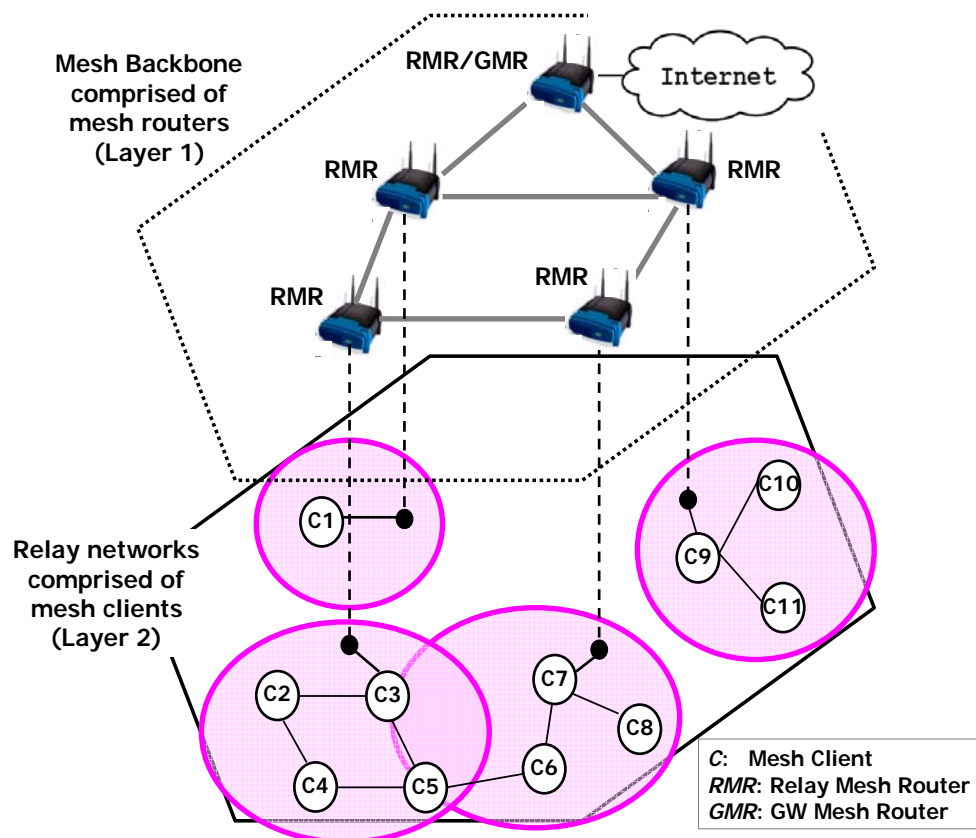 Mesh Backbone
comprised of
mesh routers
(Layer 1)
RMR/GMR
Internet
RMR
RMR
RMR
RMR
Relay networks
comprised of
mesh clients
(Layer 2)
C1
C10
C9
C11
C2
C3
C7
C8
C4
C5
C6
C: Mesh Client
RMR: Relay Mesh Router
GMR: GW Mesh Router